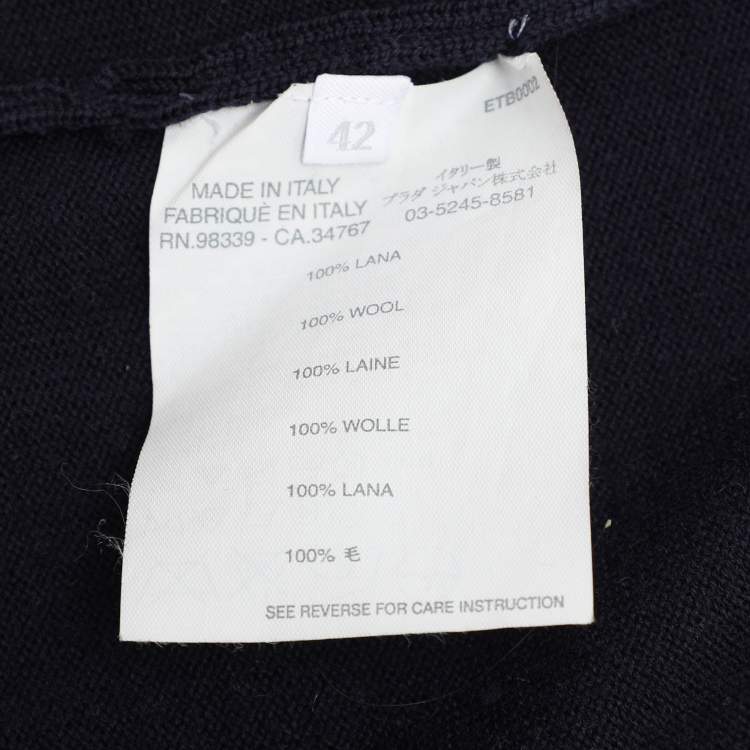 42
ETB0002
MADE IN ITALY
FABRIQUÈ EN ITALY
RN.98339 - CA.34767
イタリー製
プラダ ジャパン株式会社
03-5245-8581
100% LANA
100% WOOL
100% LAINE
100% WOLLE
100% LANA
100% 毛
SEE REVERSE FOR CARE INSTRUCTION